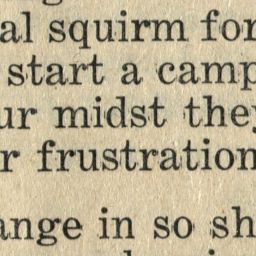 al squirm for
start a camp
ur midst they
r frustration
ange in so sh